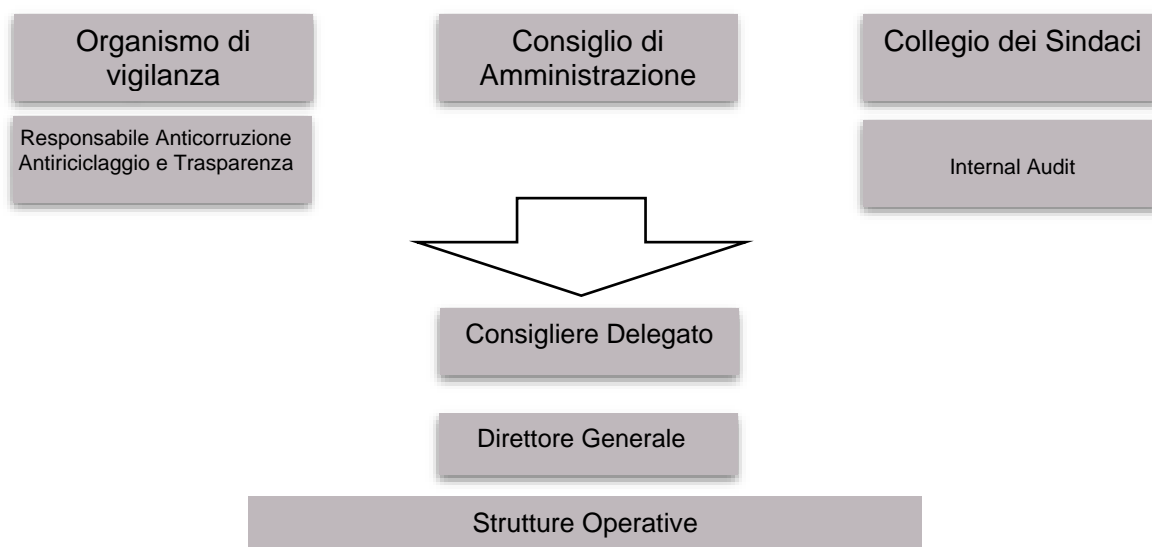 Organismo di
vigilanza
Consiglio di
Amministrazione
Collegio dei Sindaci
Responsabile Anticorruzione
Antiriciclaggio e Trasparenza
Internal Audit
Consigliere Delegato
Direttore Generale
Strutture Operative